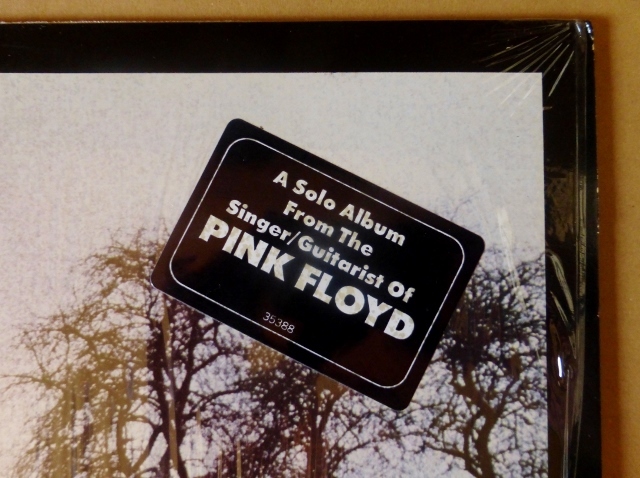 A Solo Album
From The
Singer/Guitarist Of
PINK FLOYD
35388